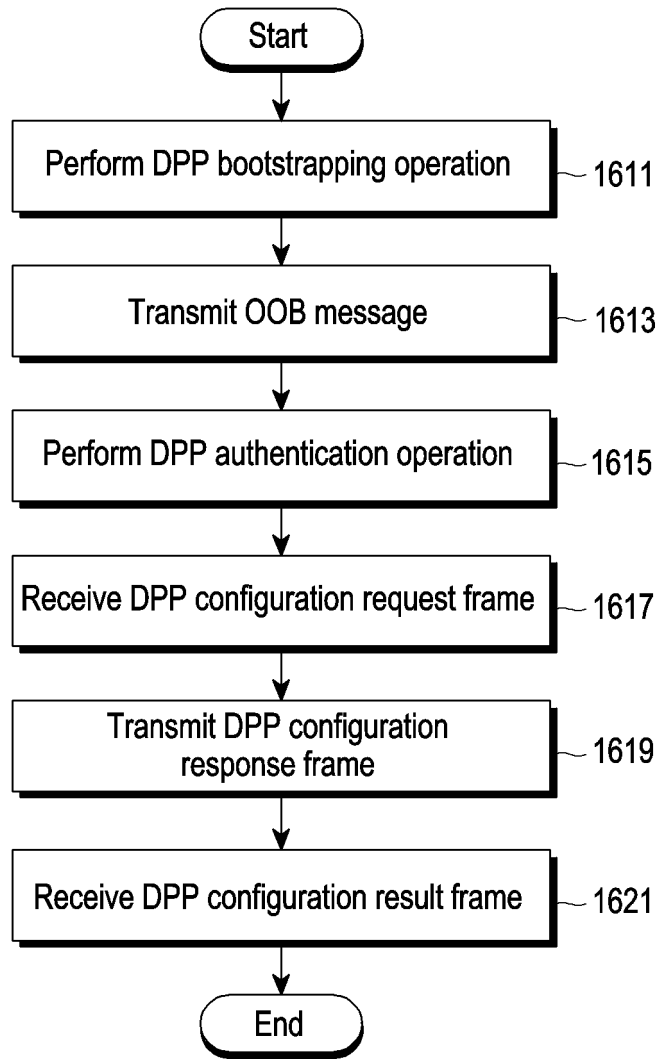 Start
Perform DPP bootstrapping operation
1611
Transmit OOB message
1613
Perform DPP authentication operation
1615
Receive DPP configuration request frame
1617
Transmit DPP configuration
response frame
1619
Receive DPP configuration result frame
1621
End